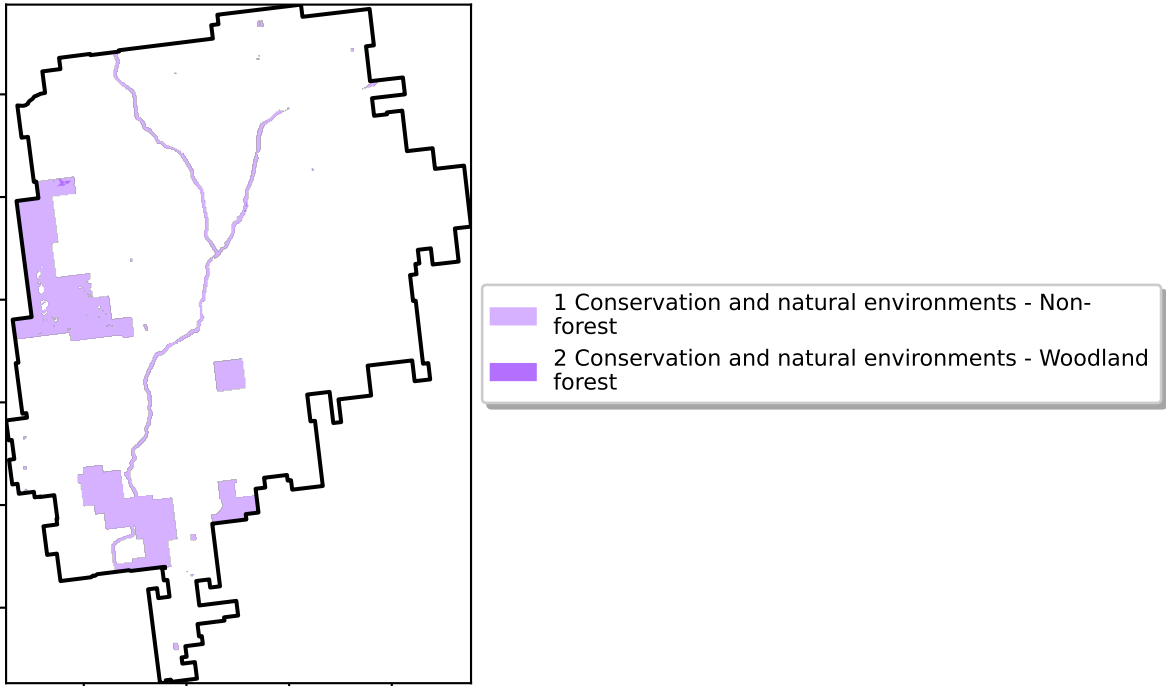 1 Conservation and natural environments - Non-
forest
2 Conservation and natural environments - Woodland
forest